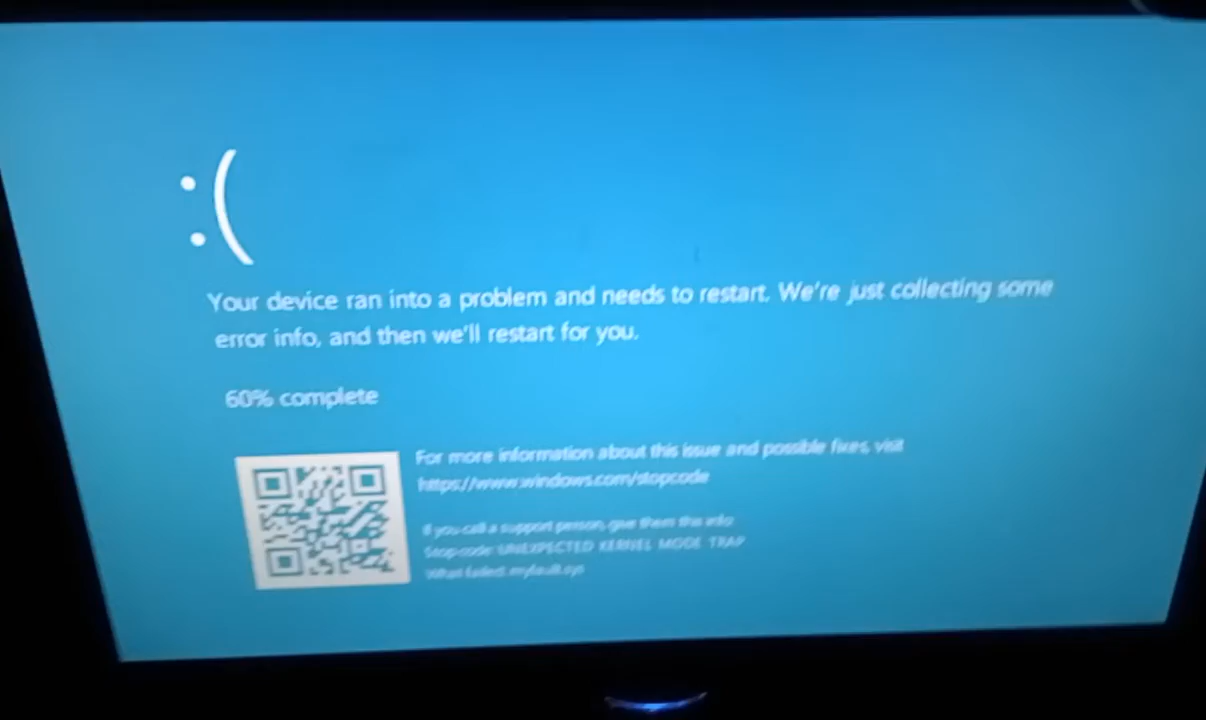 :(
Your device ran into a problem and needs to restart. We're just collecting some
error info, and then we'll restart for you.
60% complete
For more information about this issue and possible fixes, visit
https://www.windows.com/stopcode
If you call a support person, give them this info:
Stop code: UNEXPECTED KERNEL MODE TRAP
What failed: myfault.sys